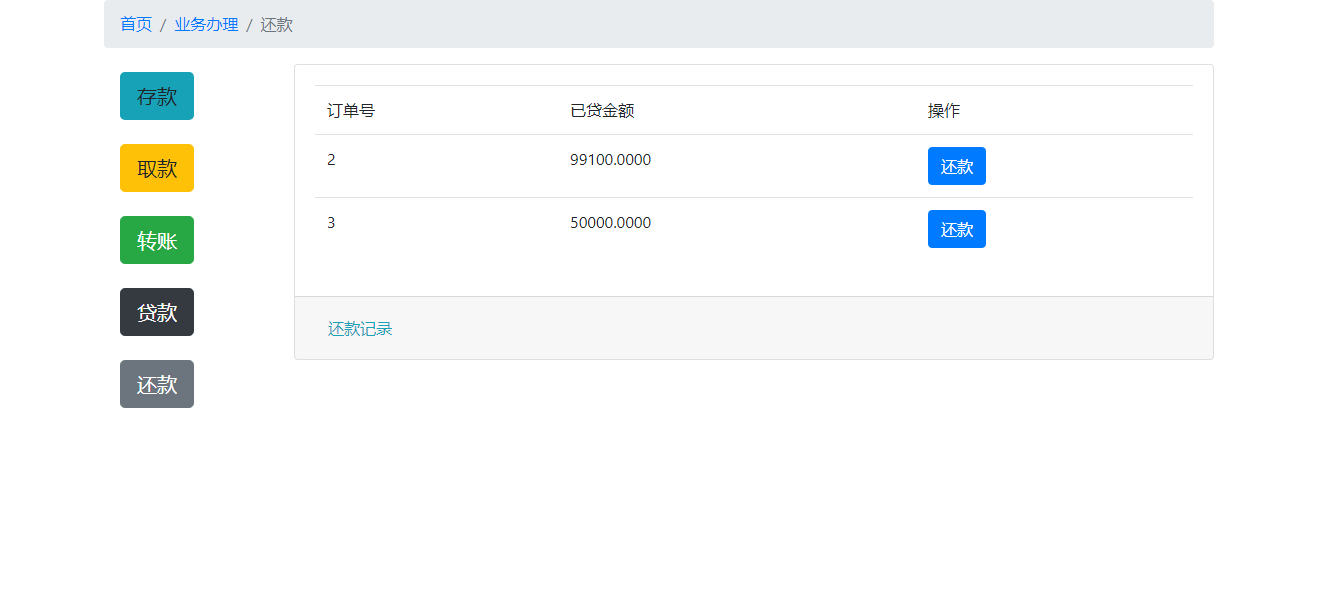 首页 / 业务办理 / 还款
存款
取款
转账
贷款
还款
订单号 已贷金额 操作
2 99100.0000 还款
3 50000.0000 还款
还款记录